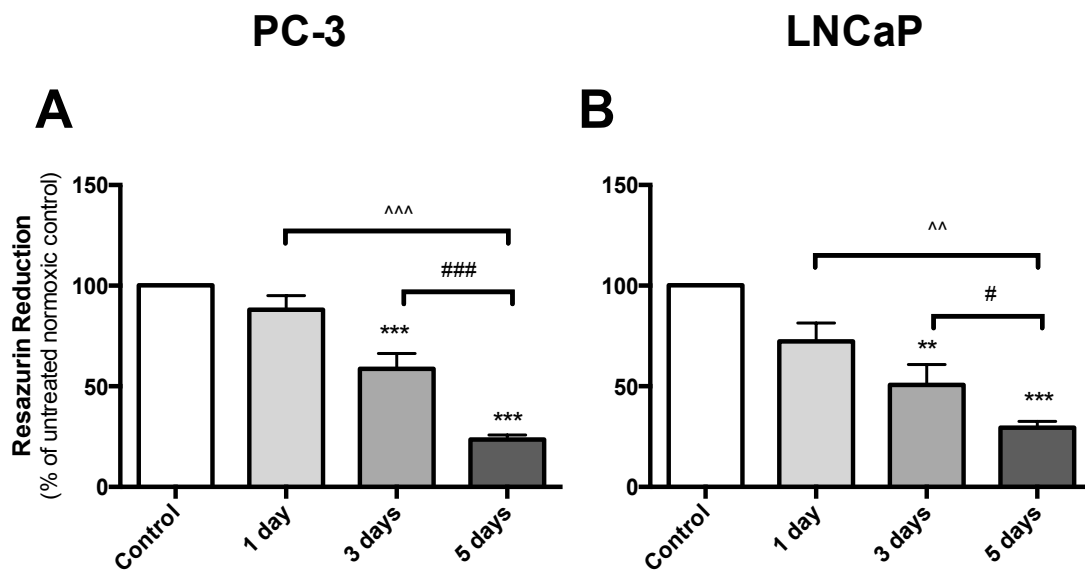 PC-3
LNCaP
A
B
Resazurin Reduction
(% of untreated normoxic control)
150
100
50
0
^^^
###
***
***
Control
1 day
3 days
5 days
150
100
50
0
^^
#
**
***
Control
1 day
3 days
5 days